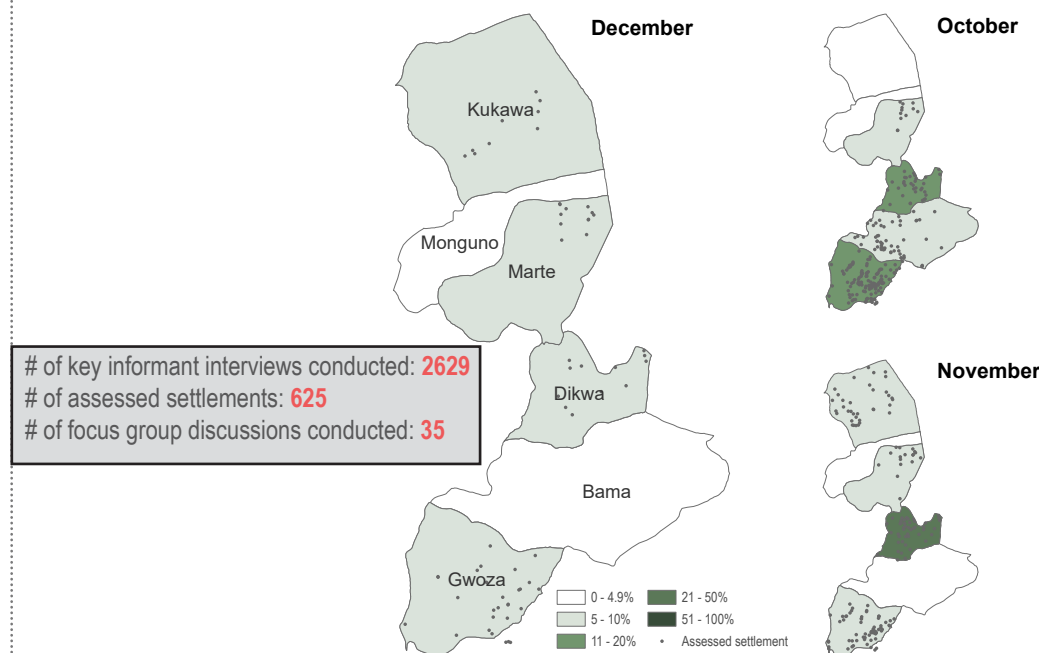 December
October
Kukawa
Monguno
Marte
# of key informant interviews conducted: 2629
# of assessed settlements: 625
# of focus group discussions conducted: 35
Dikwa
November
Bama
Gwoza
0 - 4.9%
5 - 10%
11 - 20%
21 - 50%
51 - 100%
Assessed settlement